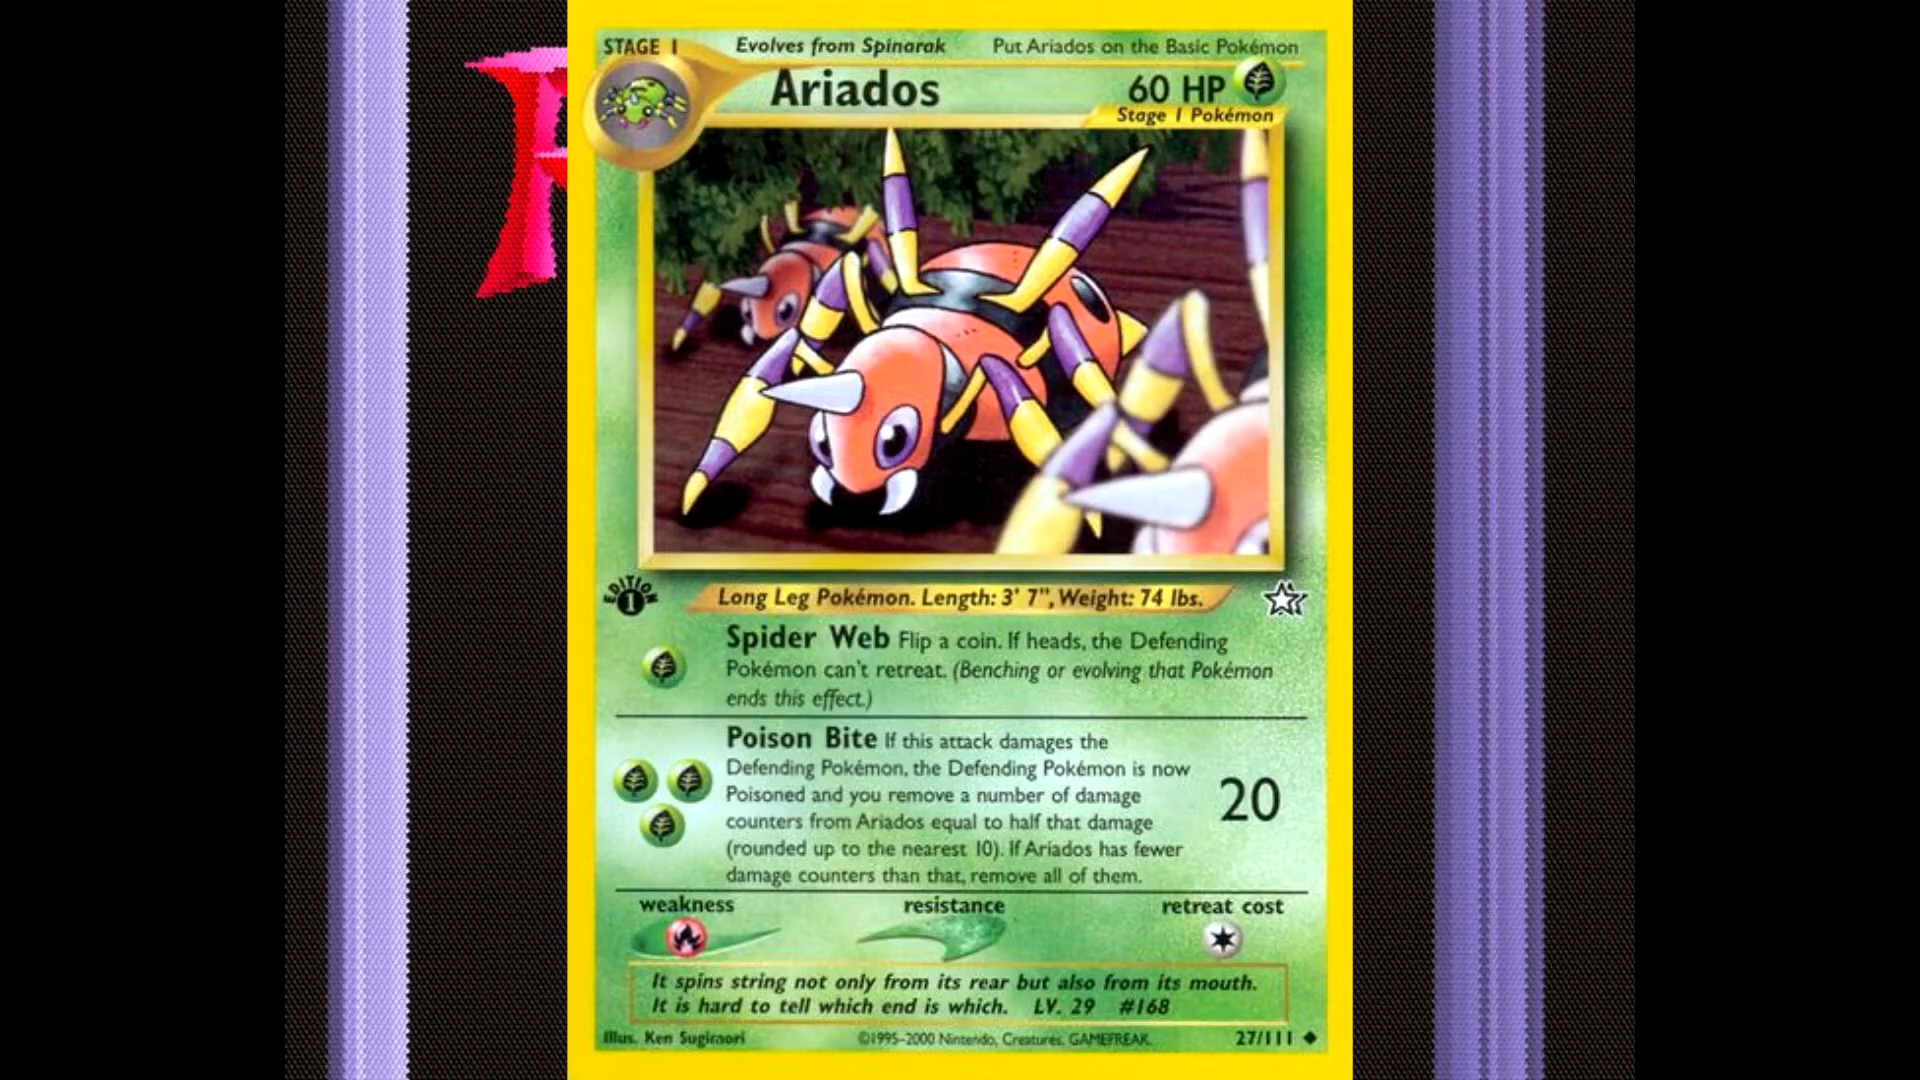 STAGE 1 Evolves from Spinarak Put Ariados on the Basic Pokémon
Ariados 60 HP
Stage 1 Pokémon
EDITION 1
Long Leg Pokémon. Length: 3' 7", Weight: 74 lbs.
Spider Web Flip a coin. If heads, the Defending
Pokémon can't retreat. (Benching or evolving that Pokémon
ends this effect.)
Poison Bite If this attack damages the
Defending Pokémon, the Defending Pokémon is now
Poisoned and you remove a number of damage
counters from Ariados equal to half that damage
(rounded up to the nearest 10). If Ariados has fewer
damage counters than that, remove all of them.
20
weakness resistance retreat cost
It spins string not only from its rear but also from its mouth.
It is hard to tell which end is which. LV. 29 #168
Illus. Ken Sugimori ©1995-2000 Nintendo, Creatures, GAMEFREAK. 27/111